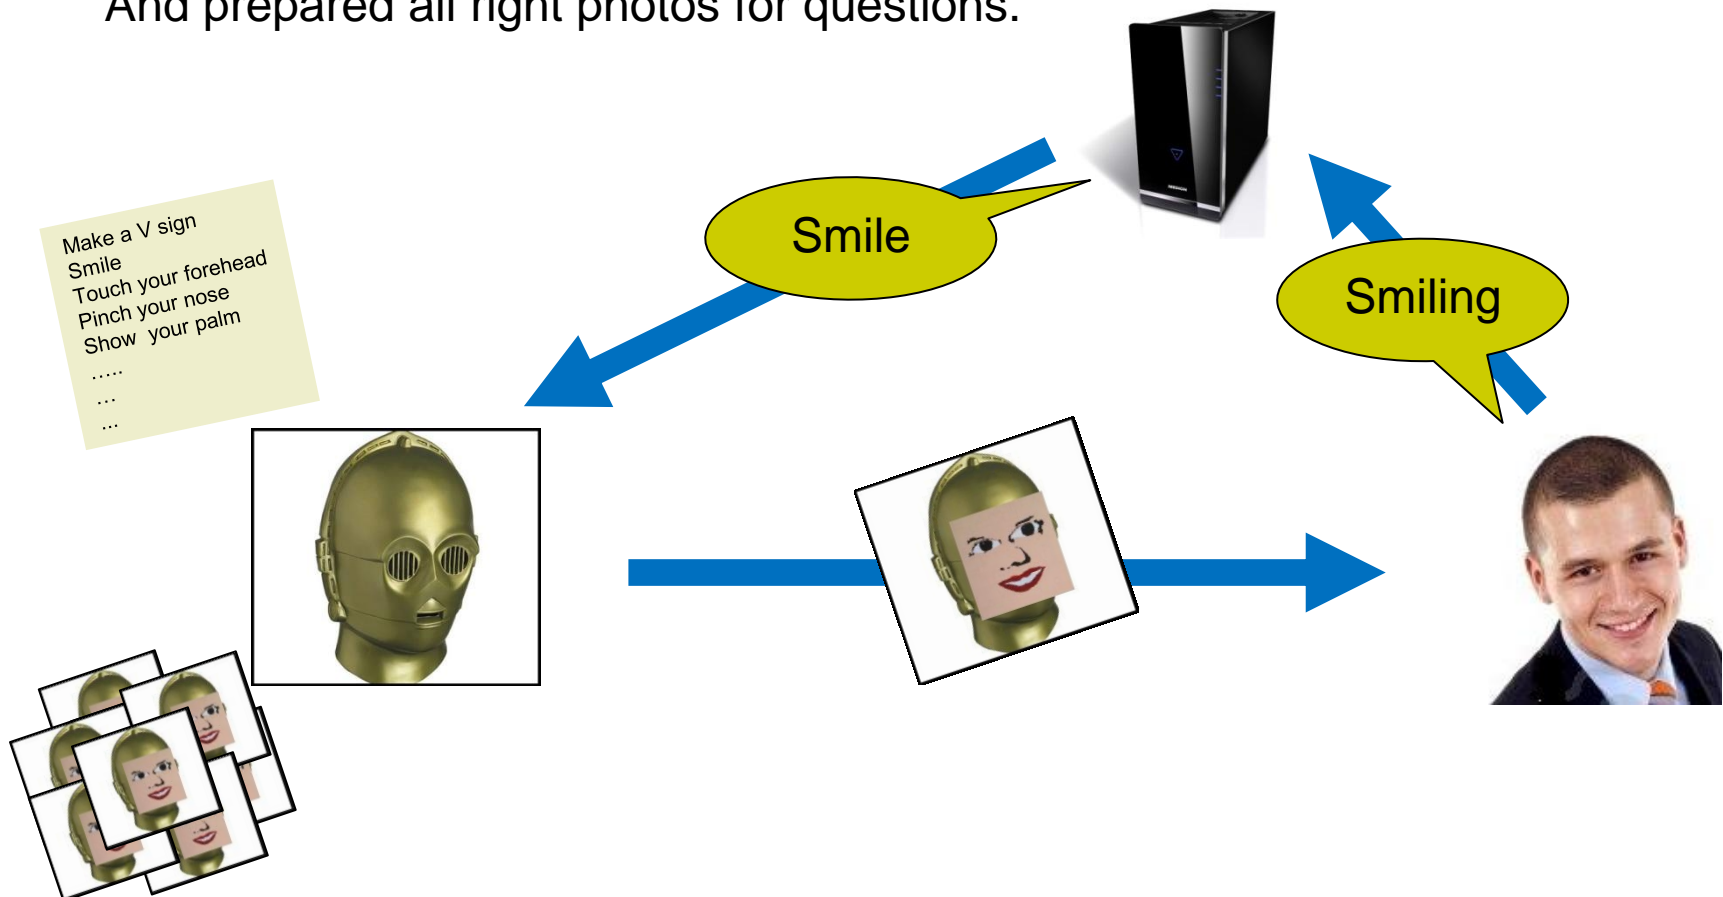 And prepared all right photos for questions.
Smile
Smiling
Make a V sign
Smile
Touch your forehead
Pinch your nose
Show your palm
.....
...
...